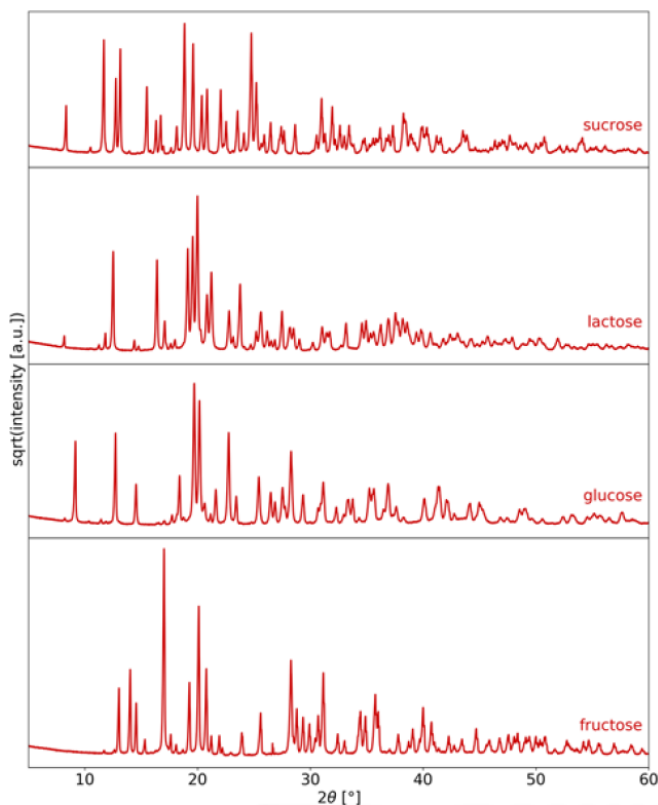 sucrose
lactose
sqrt(intensity [a.u.])
glucose
fructose
10 20 30 40 50 60
2θ [°]